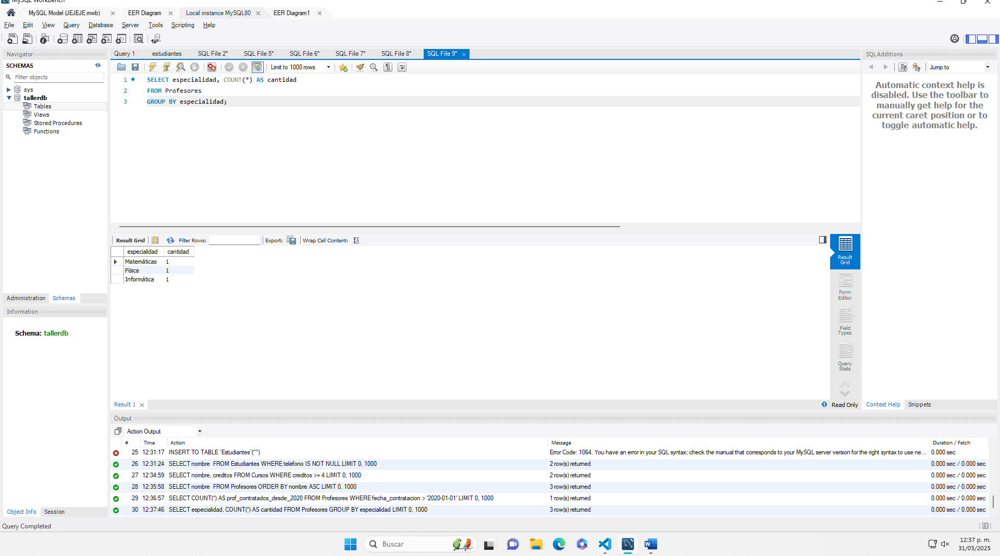 MySQL Workbench
MySQL Model (JEJEJE.mwb)
EER Diagram
Local instance MySQL80
EER Diagram1
File Edit View Query Database Server Tools Scripting Help
Navigator
SCHEMAS
Filter objects
sys
tallerdb
Tables
Views
Stored Procedures
Functions
Administration Schemas
Information
Schema: tallerdb
Object Info Session
Query 1 estudiantes SQL File 2* SQL File 5* SQL File 6* SQL File 7* SQL File 8* SQL File 9*
Limit to 1000 rows
1 SELECT especialidad, COUNT(*) AS cantidad
2 FROM Profesores
3 GROUP BY especialidad;
Result Grid Filter Rows: Export: Wrap Cell Content:
especialidad cantidad
Matemáticas 1
Física 1
Informática 1
Result Grid
Form Editor
Field Types
Query Stats
Result 1
Read Only
SQLAdditions
Jump to
Automatic context help is
disabled. Use the toolbar to
manually get help for the
current caret position or to
toggle automatic help.
Context Help Snippets
Output
Action Output
# Time Action Message Duration / Fetch
25 12:31:17 INSERT TO TABLE `Estudiantes`("") Error Code: 1064. You have an error in your SQL syntax; check the manual that corresponds to your MySQL server version for the right syntax to use ne... 0.000 sec
26 12:31:24 SELECT nombre FROM Estudiantes WHERE telefono IS NOT NULL LIMIT 0, 1000 2 row(s) returned 0.000 sec / 0.000 sec
27 12:34:59 SELECT nombre, creditos FROM Cursos WHERE creditos >= 4 LIMIT 0, 1000 2 row(s) returned 0.000 sec / 0.000 sec
28 12:35:58 SELECT nombre FROM Profesores ORDER BY nombre ASC LIMIT 0, 1000 3 row(s) returned 0.000 sec / 0.000 sec
29 12:36:57 SELECT COUNT(*) AS prof_contratados_desde_2020 FROM Profesores WHERE fecha_contratacion > '2020-01-01' LIMIT 0, 1000 1 row(s) returned 0.000 sec / 0.000 sec
30 12:37:46 SELECT especialidad, COUNT(*) AS cantidad FROM Profesores GROUP BY especialidad LIMIT 0, 1000 3 row(s) returned 0.000 sec / 0.000 sec
Query Completed
Buscar
12:37 p. m.
31/05/2025